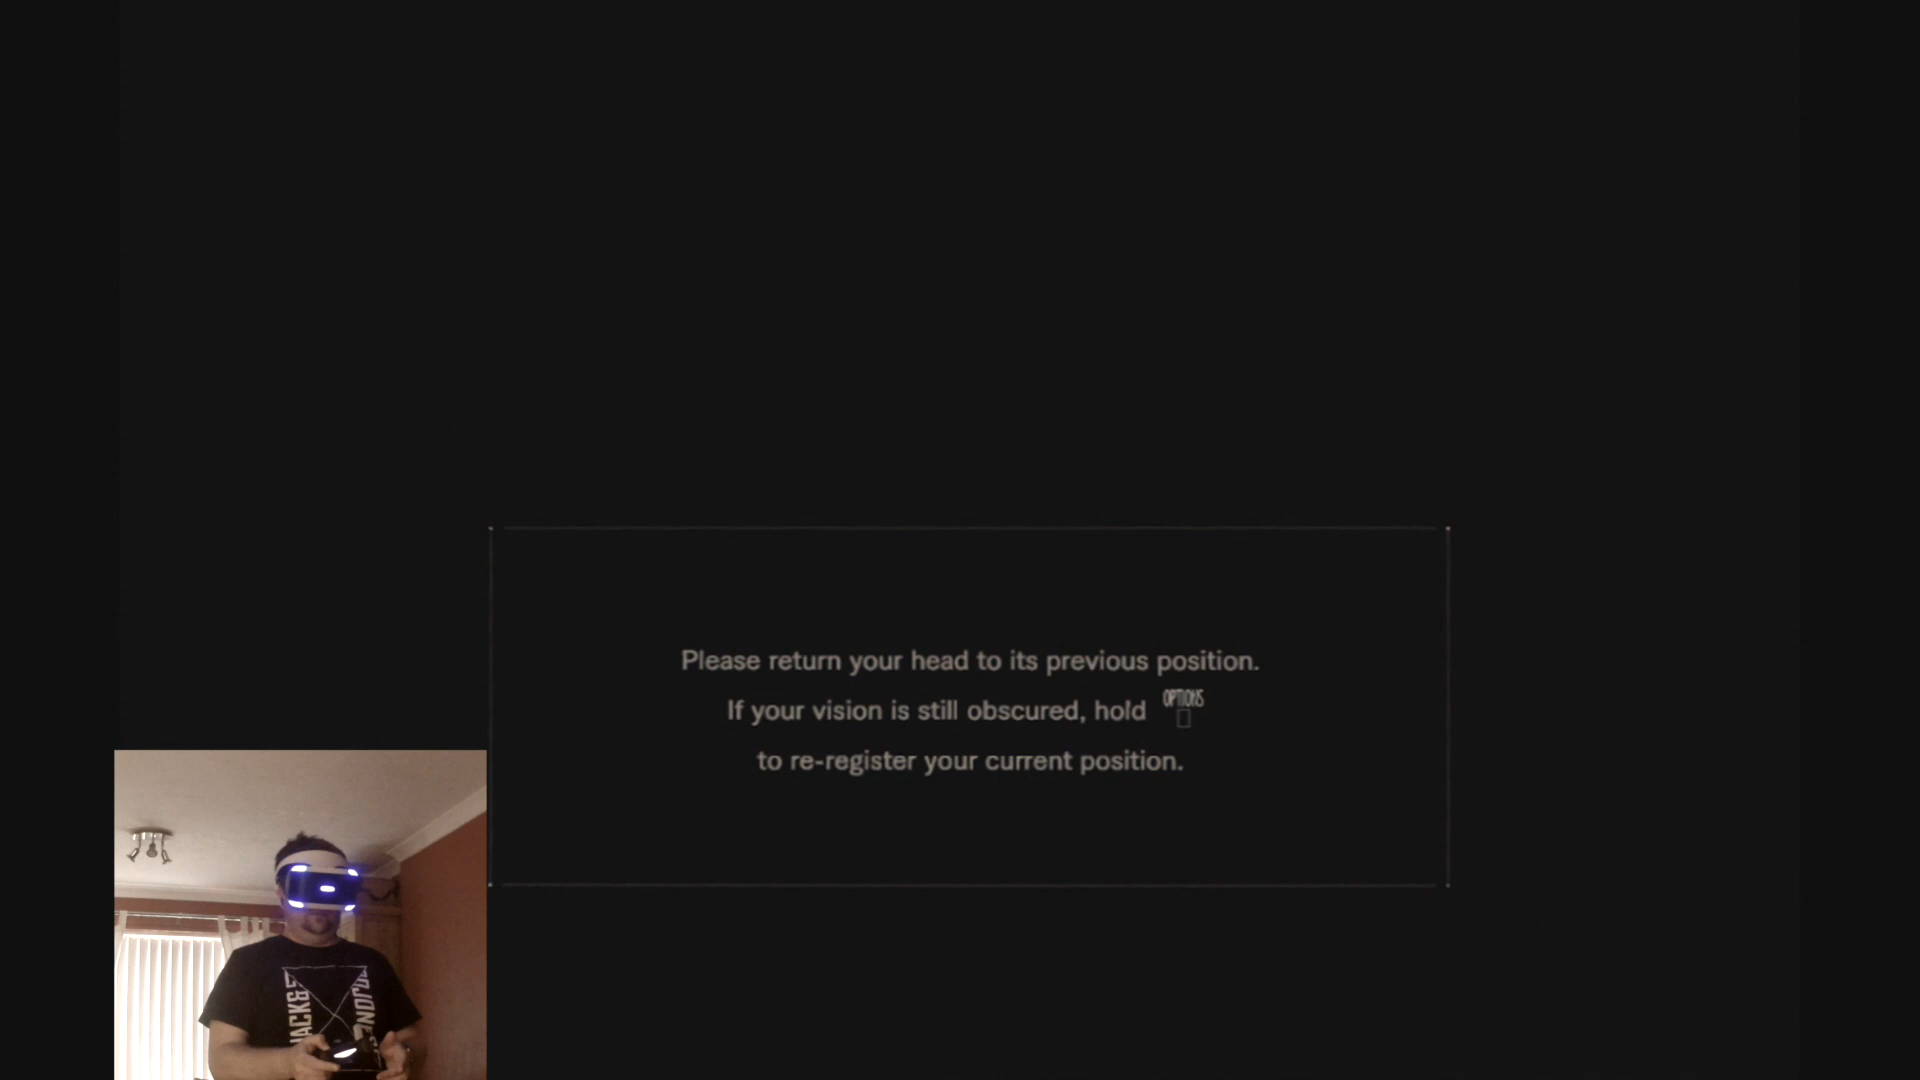 Please return your head to its previous position.
If your vision is still obscured, hold OPTIONS
to re-register your current position.